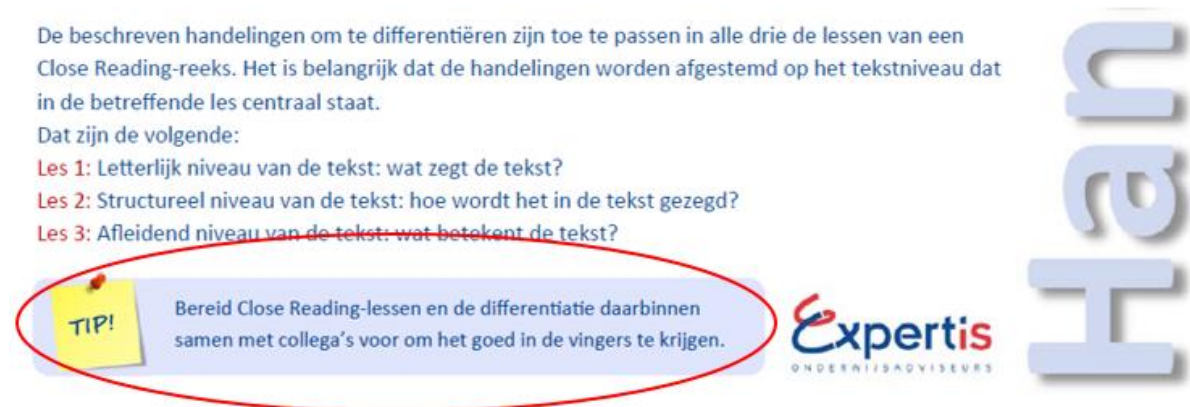 De beschreven handelingen om te differentiëren zijn toe te passen in alle drie de lessen van een
Close Reading-reeks. Het is belangrijk dat de handelingen worden afgestemd op het tekstniveau dat
in de betreffende les centraal staat.
Dat zijn de volgende:
Les 1: Letterlijk niveau van de tekst: wat zegt de tekst?
Les 2: Structureel niveau van de tekst: hoe wordt het in de tekst gezegd?
Les 3: Afleidend niveau van de tekst: wat betekent de tekst?
TIP!
Bereid Close Reading-lessen en de differentiatie daarbinnen
samen met collega's voor om het goed in de vingers te krijgen.
Expertis
ONDERWIJSADVISEURS
Han